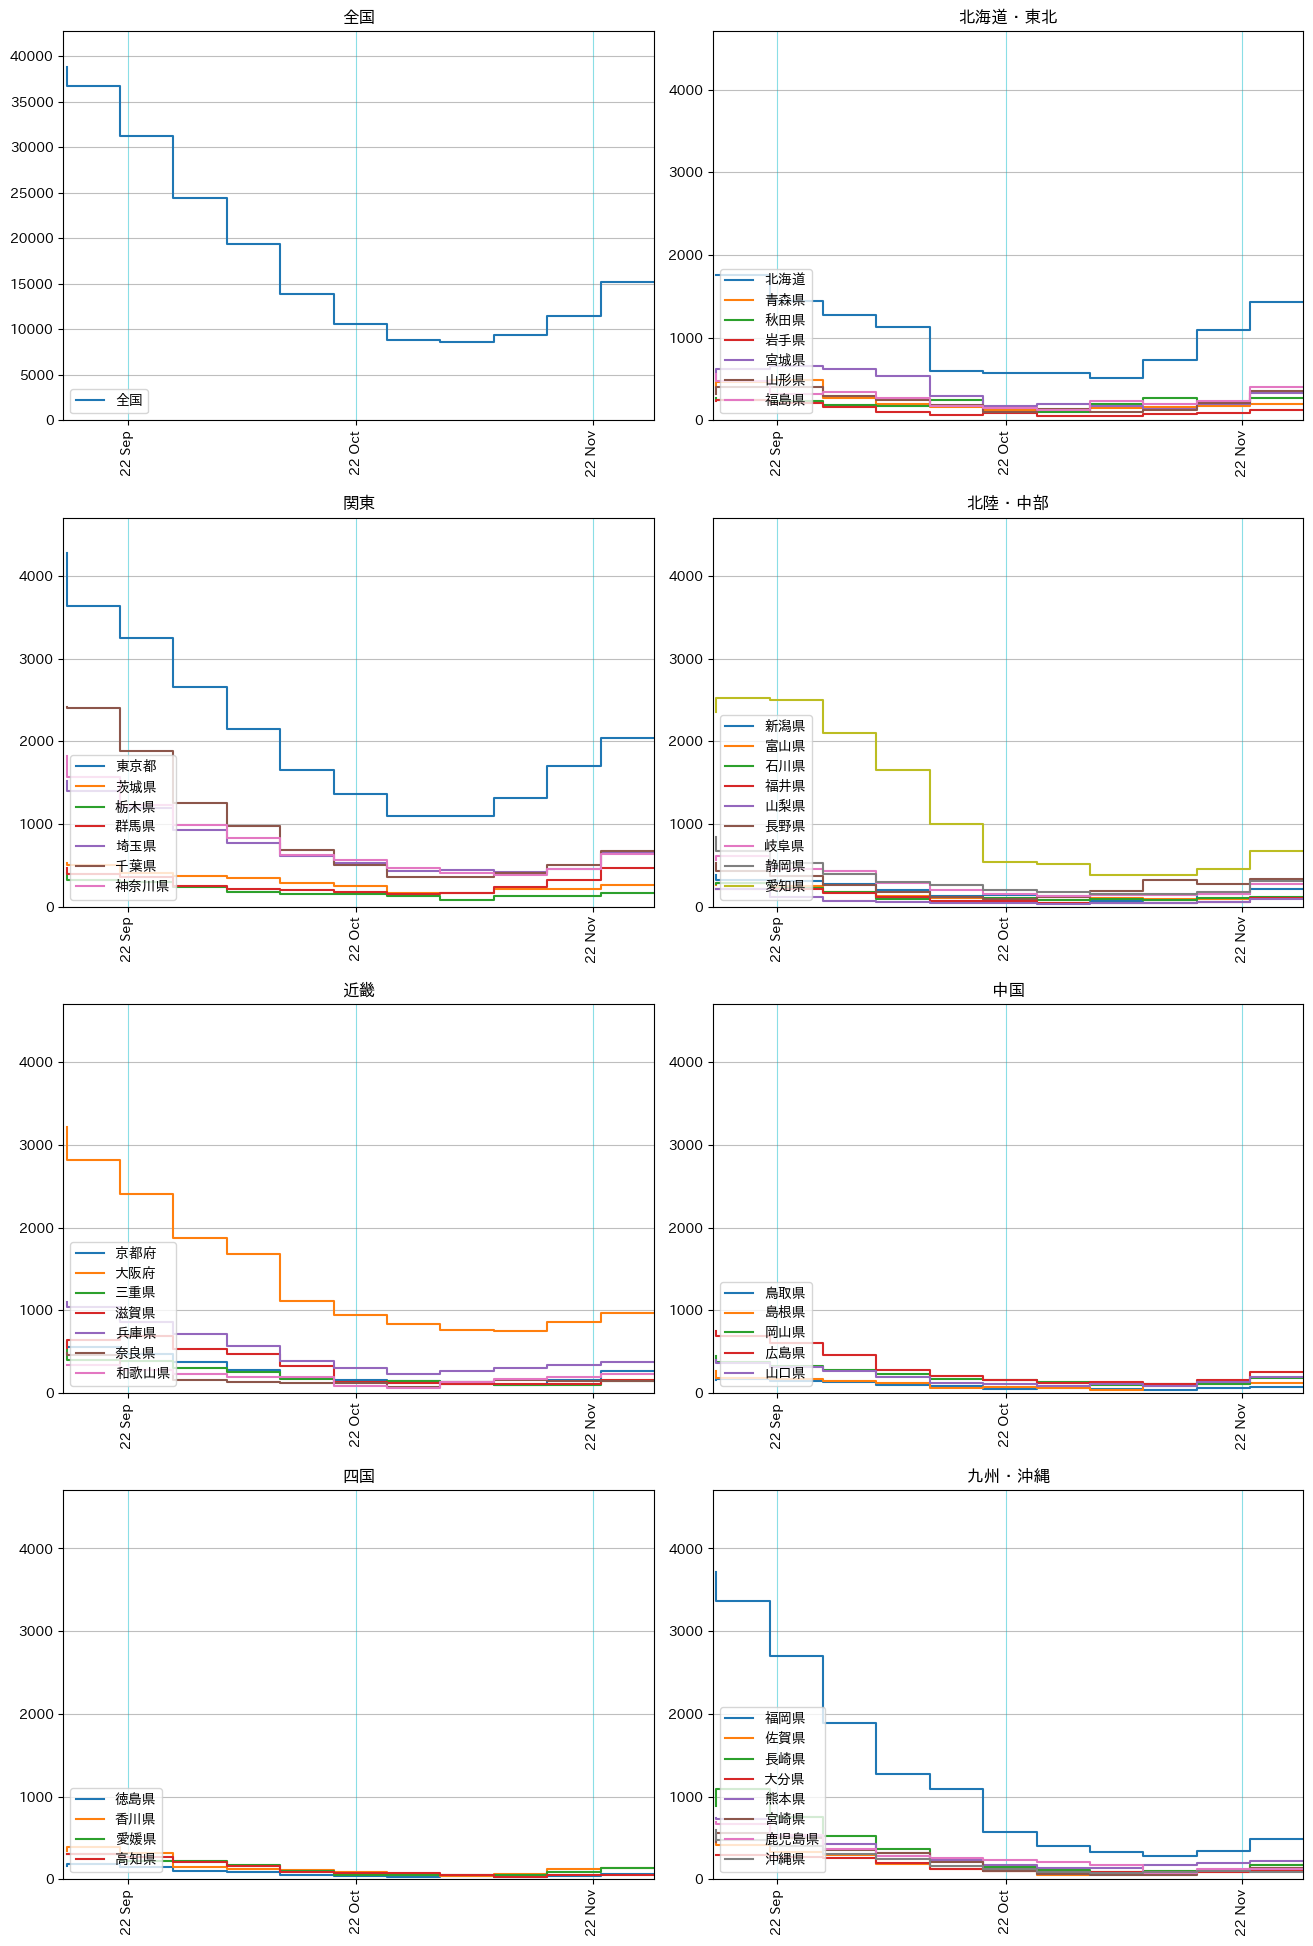 全国
40000
35000
30000
25000
20000
15000
10000
5000
0
全国
22 Sep
22 Oct
22 Nov
北海道・東北
4000
3000
2000
1000
0
北海道
青森県
秋田県
岩手県
宮城県
山形県
福島県
22 Sep
22 Oct
22 Nov
関東
4000
3000
2000
1000
0
東京都
茨城県
栃木県
群馬県
埼玉県
千葉県
神奈川県
22 Sep
22 Oct
22 Nov
北陸・中部
4000
3000
2000
1000
0
新潟県
富山県
石川県
福井県
山梨県
長野県
岐阜県
静岡県
愛知県
22 Sep
22 Oct
22 Nov
近畿
4000
3000
2000
1000
0
京都府
大阪府
三重県
滋賀県
兵庫県
奈良県
和歌山県
22 Sep
22 Oct
22 Nov
中国
4000
3000
2000
1000
0
鳥取県
島根県
岡山県
広島県
山口県
22 Sep
22 Oct
22 Nov
四国
4000
3000
2000
1000
0
徳島県
香川県
愛媛県
高知県
22 Sep
22 Oct
22 Nov
九州・沖縄
4000
3000
2000
1000
0
福岡県
佐賀県
長崎県
大分県
熊本県
宮崎県
鹿児島県
沖縄県
22 Sep
22 Oct
22 Nov